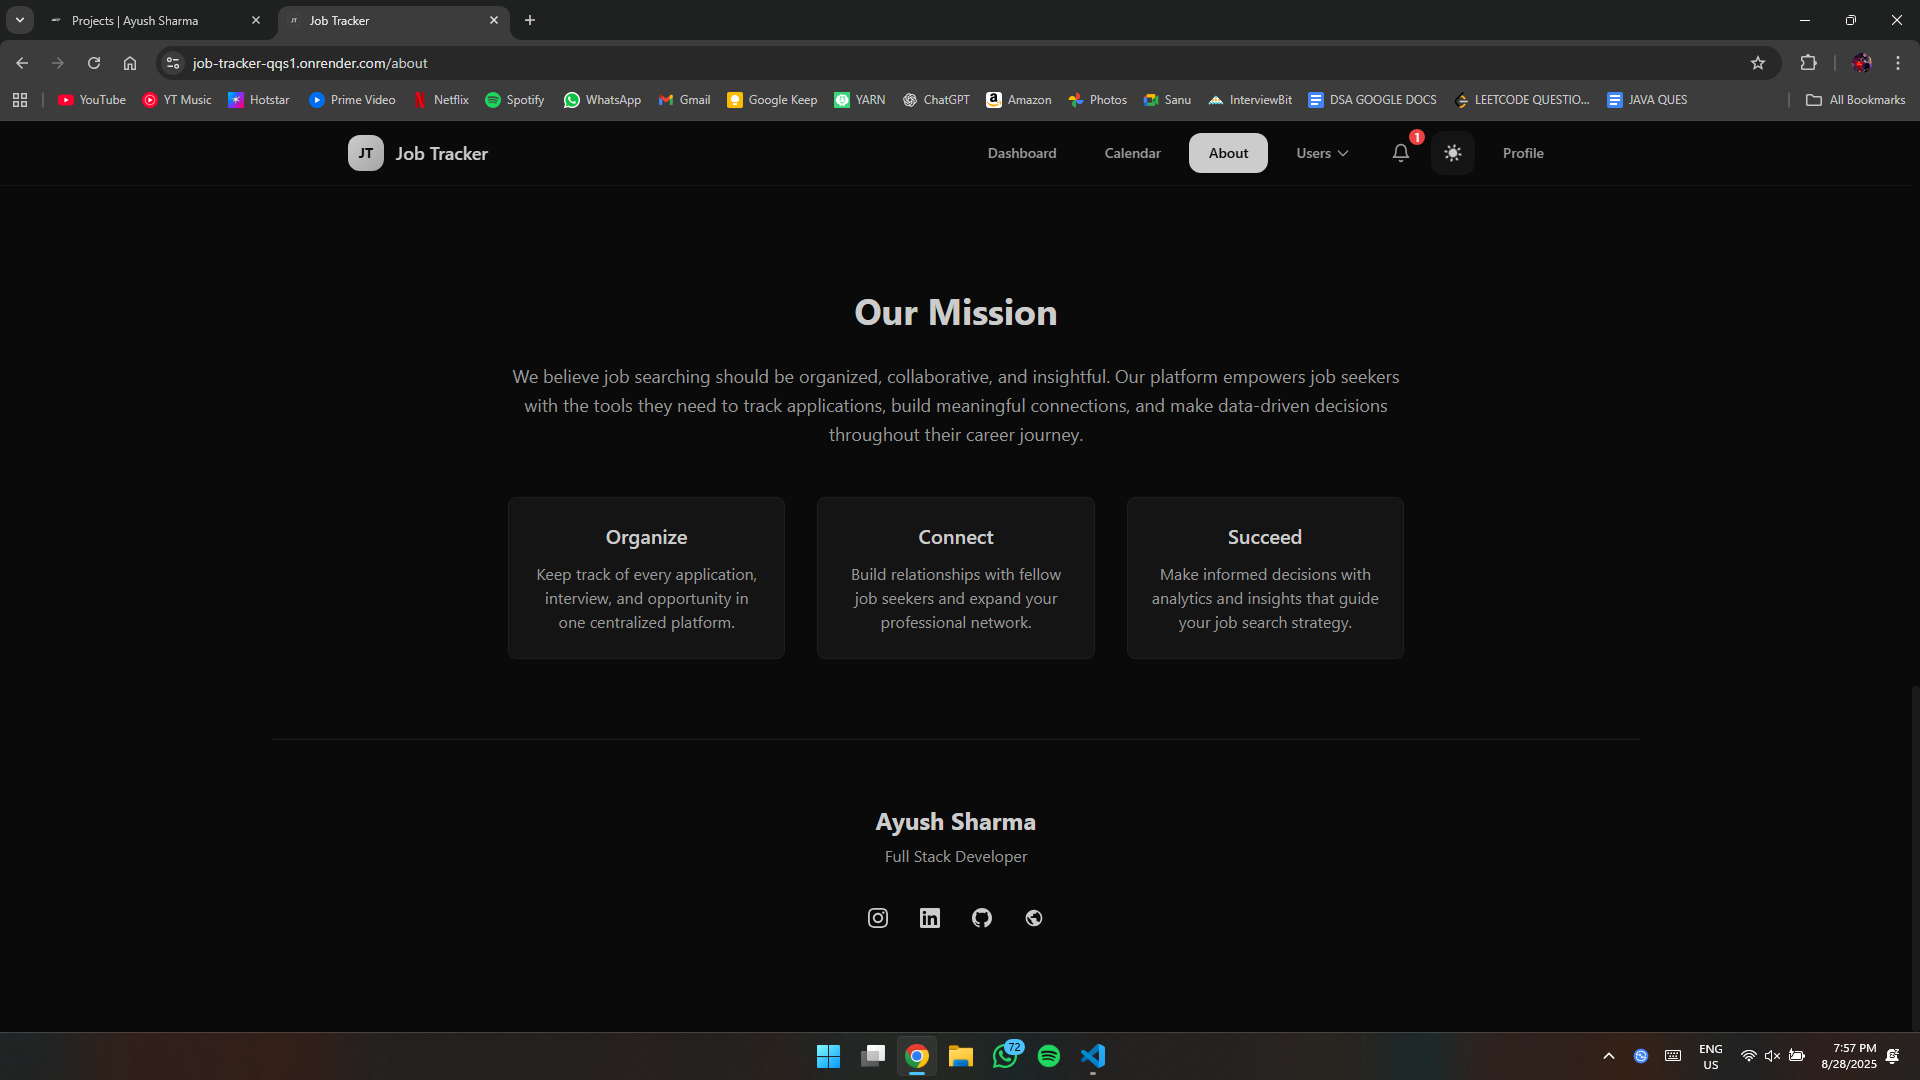 Projects | Ayush Sharma
Job Tracker
job-tracker-qqs1.onrender.com/about
YouTube YT Music Hotstar Prime Video Netflix Spotify WhatsApp Gmail Google Keep YARN ChatGPT Amazon Photos Sanu InterviewBit DSA GOOGLE DOCS LEETCODE QUESTIO... JAVA QUES All Bookmarks
JT Job Tracker Dashboard Calendar About Users 1 Profile
Our Mission
We believe job searching should be organized, collaborative, and insightful. Our platform empowers job seekers
with the tools they need to track applications, build meaningful connections, and make data-driven decisions
throughout their career journey.
Organize
Keep track of every application,
interview, and opportunity in
one centralized platform.
Connect
Build relationships with fellow
job seekers and expand your
professional network.
Succeed
Make informed decisions with
analytics and insights that guide
your job search strategy.
Ayush Sharma
Full Stack Developer
72
ENG
US
7:57 PM
8/28/2025